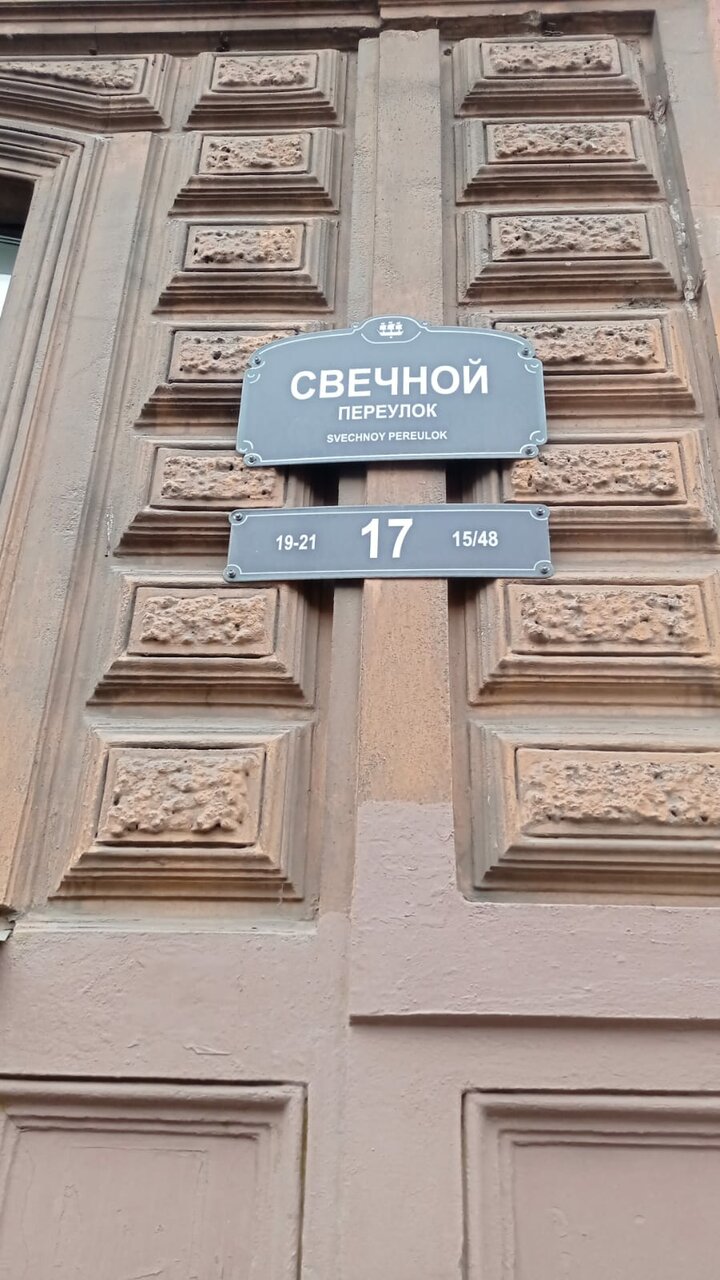 СВЕЧНОЙ
ПЕРЕУЛОК
SVECHNOY PEREULOK
19-21 17 15/48